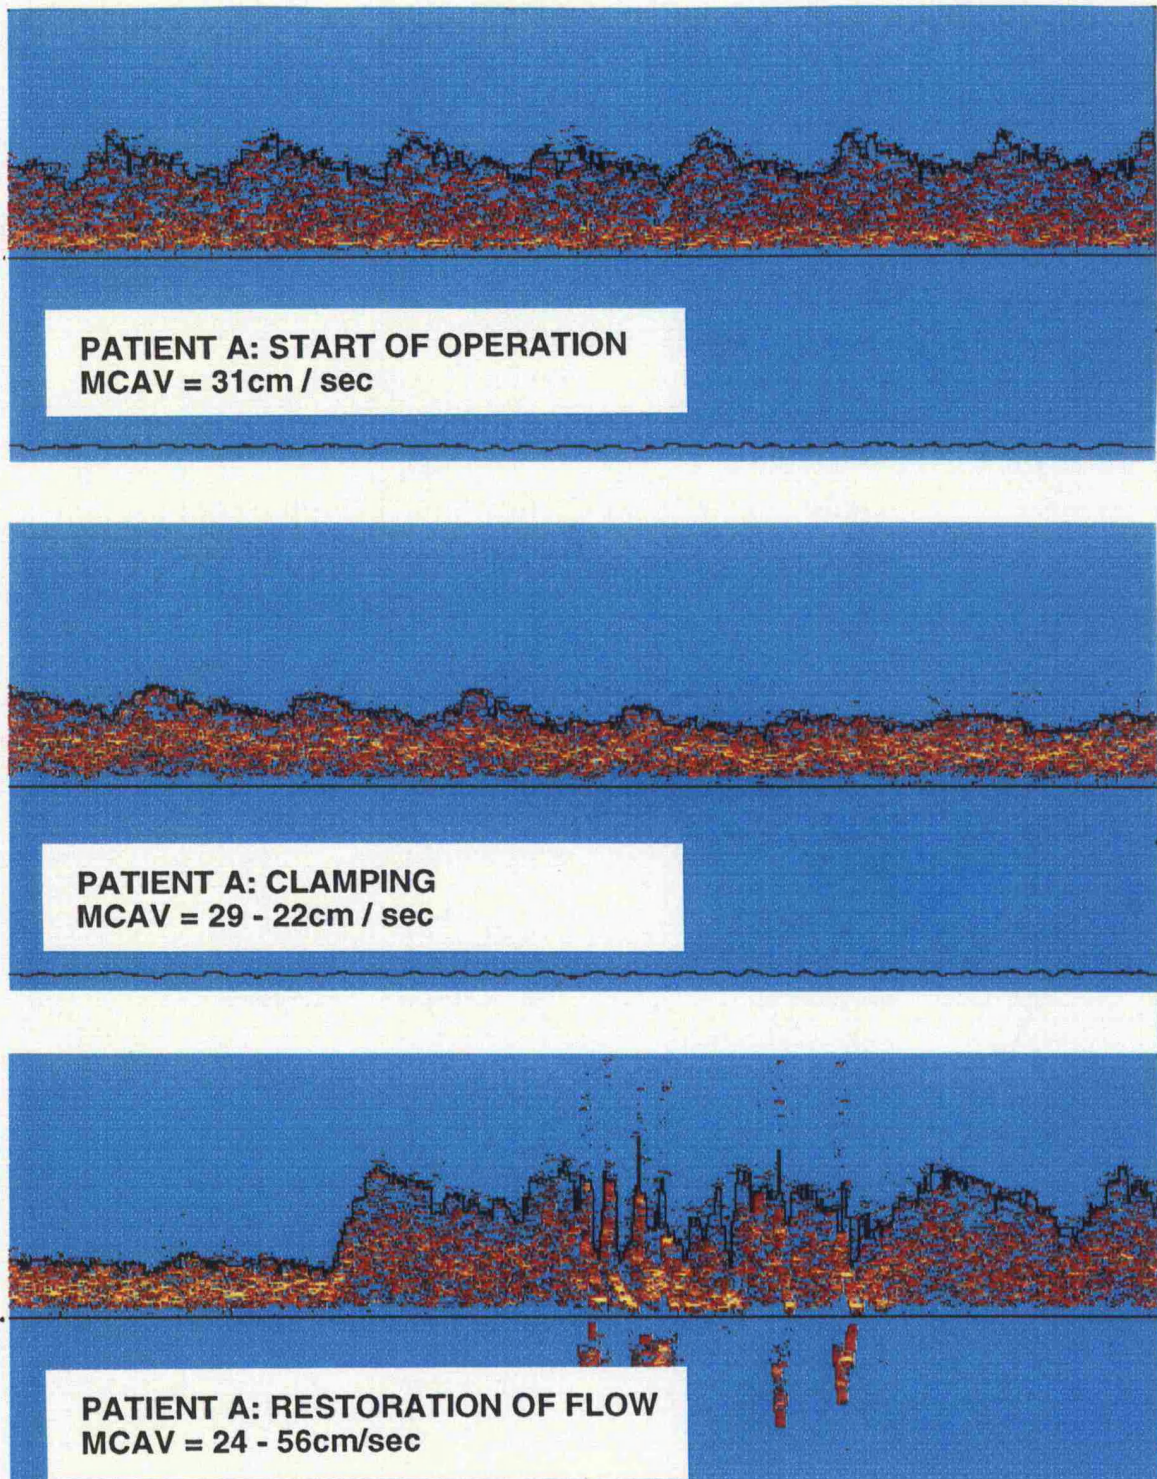 PATIENT A: START OF OPERATION
MCAV = 31cm / sec
PATIENT A: CLAMPING
MCAV = 29 - 22cm / sec
PATIENT A: RESTORATION OF FLOW
MCAV = 24 - 56cm/sec